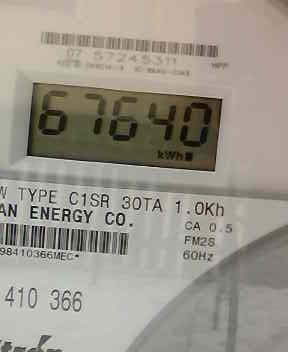 07 57245311
67640
kWh
W TYPE C1SR 30TA 1.0Kh
AN ENERGY CO.
CA 0.5
FM2S
98410366MEC*
60Hz
410 366